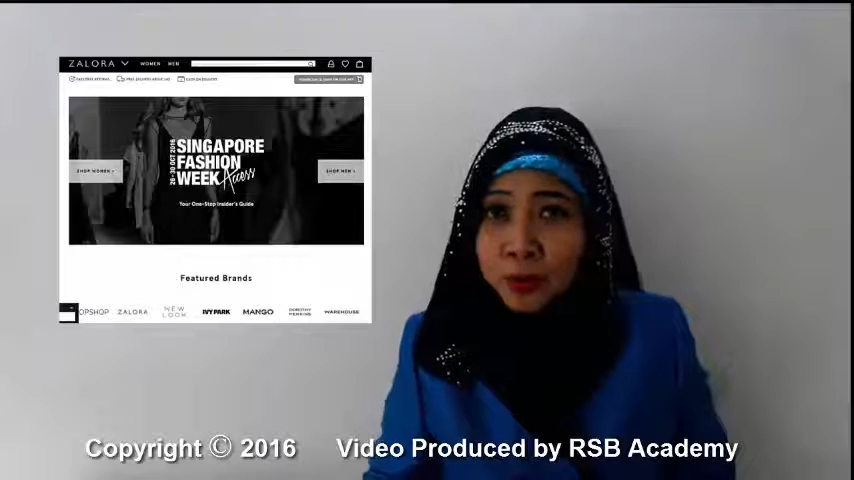 ZALORA WOMEN MEN
SINGAPORE
FASHION
WEEK Access
26-30 OCT 2016
Your One-Stop Insider's Guide
SHOP WOMEN
SHOP MEN
Featured Brands
OPSHOP ZALORA NEW LOOK IVY PARK MANGO DOROTHY PERKINS WAREHOUSE
Copyright © 2016 Video Produced by RSB Academy